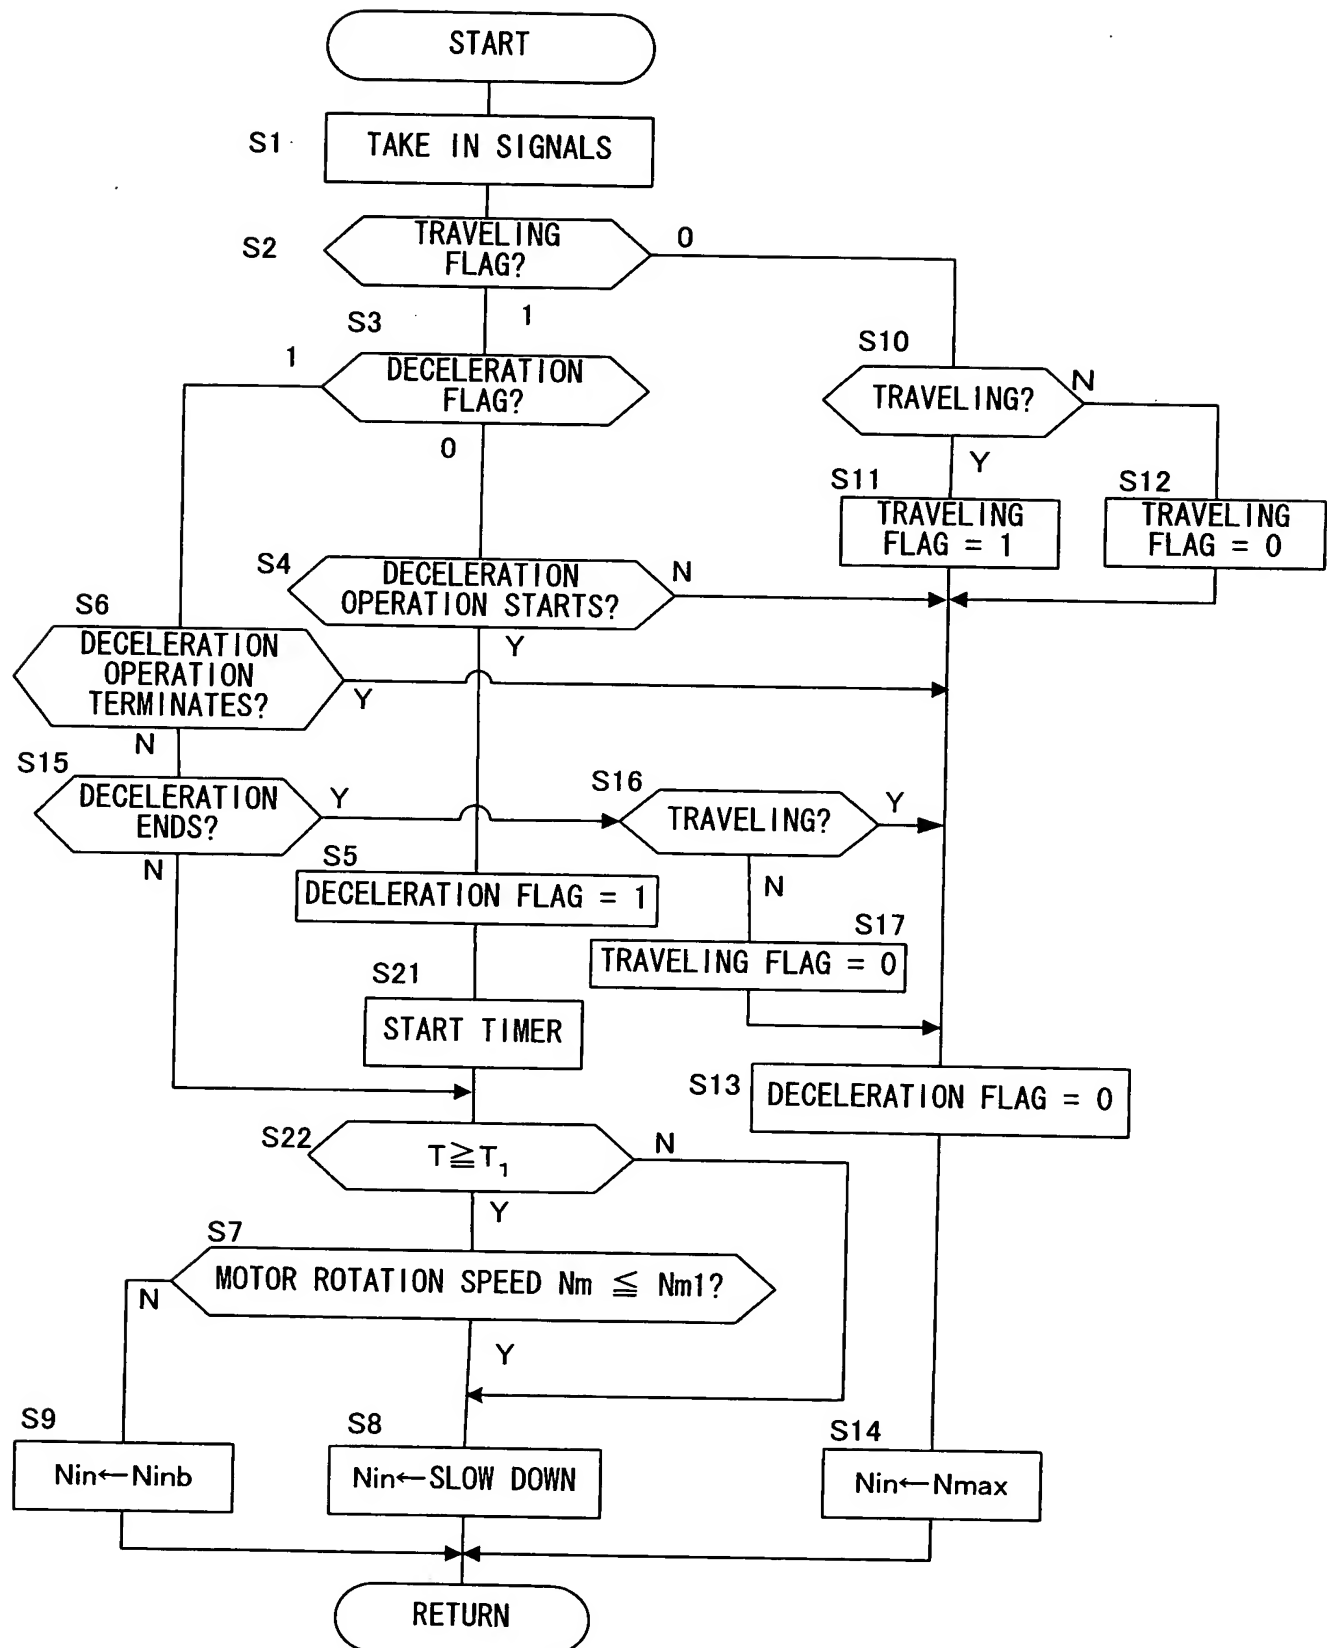 START
S1
TAKE IN SIGNALS
S2
TRAVELING
FLAG?
0
1
S3
1
DECELERATION
FLAG?
0
S10
TRAVELING?
N
Y
S11
TRAVELING
FLAG = 1
S12
TRAVELING
FLAG = 0
S4
DECELERATION
OPERATION STARTS?
N
Y
S6
DECELERATION
OPERATION
TERMINATES?
Y
N
S15
DECELERATION
ENDS?
Y
N
S16
TRAVELING?
Y
N
S5
DECELERATION FLAG = 1
S17
TRAVELING FLAG = 0
S21
START TIMER
S13
DECELERATION FLAG = 0
S22
T≧T₁
N
Y
S7
MOTOR ROTATION SPEED Nm ≦ Nm1?
N
Y
S9
Nin←Ninb
S8
Nin←SLOW DOWN
S14
Nin←Nmax
RETURN